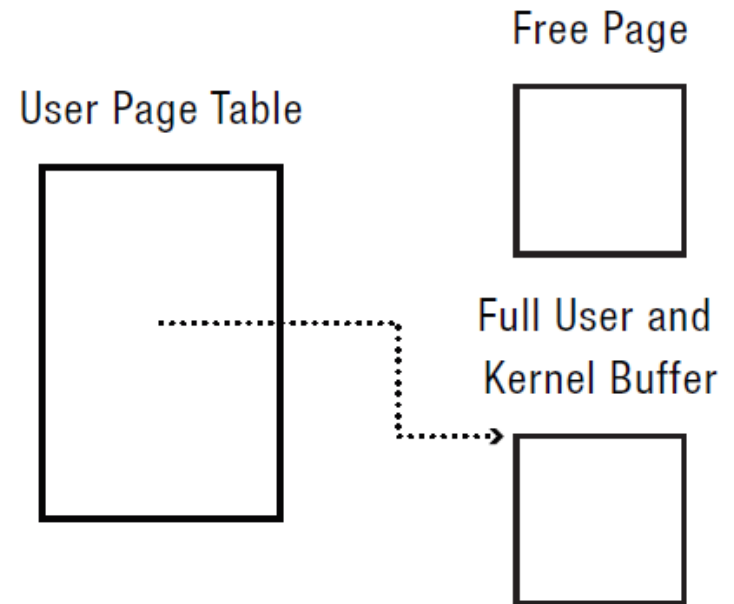 Free Page
User Page Table
Full User and
Kernel Buffer